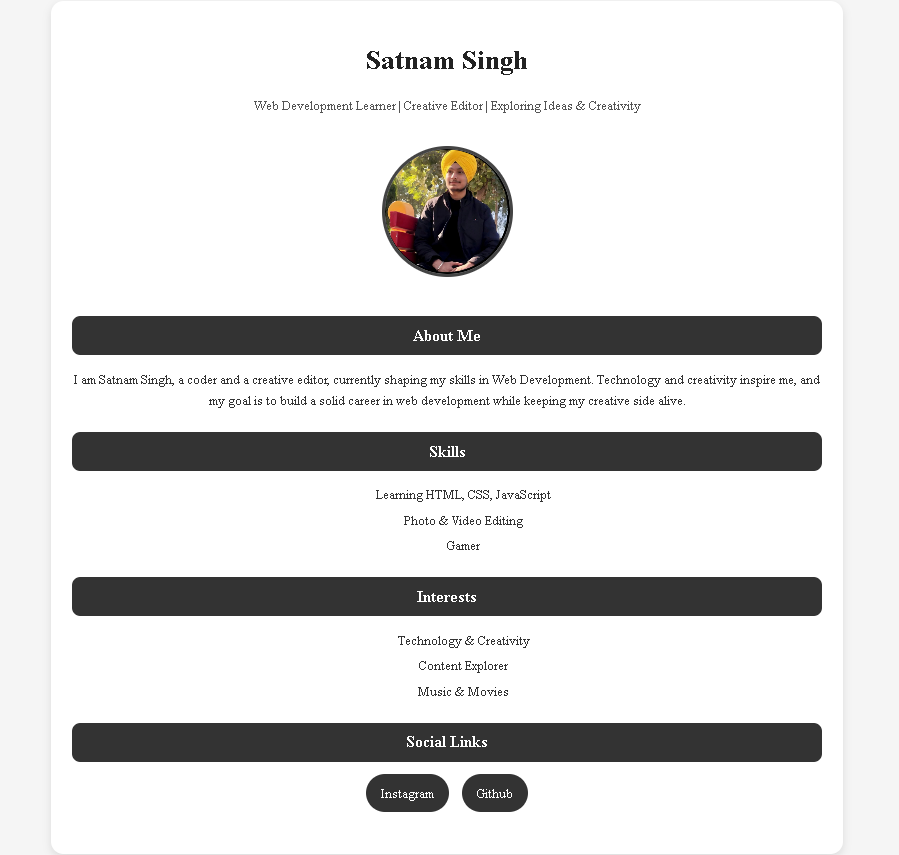 Satnam Singh
Web Development Learner | Creative Editor | Exploring Ideas & Creativity
About Me
I am Satnam Singh, a coder and a creative editor, currently shaping my skills in Web Development. Technology and creativity inspire me, and
my goal is to build a solid career in web development while keeping my creative side alive.
Skills
Learning HTML, CSS, JavaScript
Photo & Video Editing
Gamer
Interests
Technology & Creativity
Content Explorer
Music & Movies
Social Links
Instagram Github